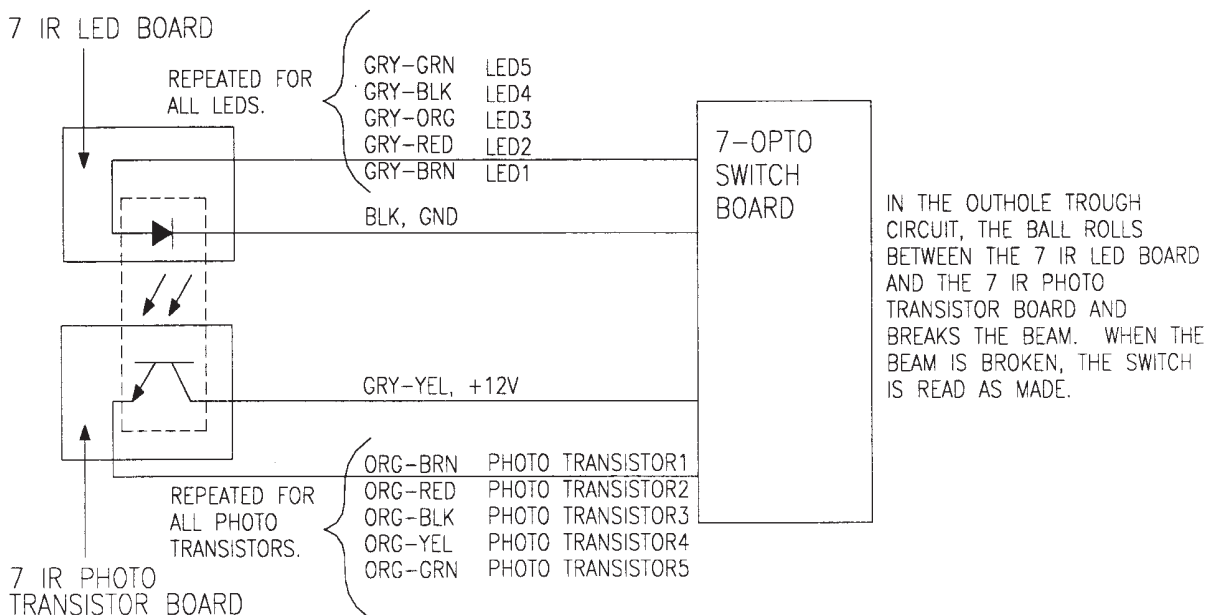 7 IR LED BOARD
REPEATED FOR
ALL LEDS.
GRY-GRN LED5
GRY-BLK LED4
GRY-ORG LED3
GRY-RED LED2
GRY-BRN LED1
BLK, GND
7-OPTO
SWITCH
BOARD
IN THE OUTHOLE TROUGH
CIRCUIT, THE BALL ROLLS
BETWEEN THE 7 IR LED BOARD
AND THE 7 IR PHOTO
TRANSISTOR BOARD AND
BREAKS THE BEAM. WHEN THE
BEAM IS BROKEN, THE SWITCH
IS READ AS MADE.
GRY-YEL, +12V
ORG-BRN PHOTO TRANSISTOR1
ORG-RED PHOTO TRANSISTOR2
ORG-BLK PHOTO TRANSISTOR3
ORG-YEL PHOTO TRANSISTOR4
ORG-GRN PHOTO TRANSISTOR5
REPEATED FOR
ALL PHOTO
TRANSISTORS.
7 IR PHOTO
TRANSISTOR BOARD